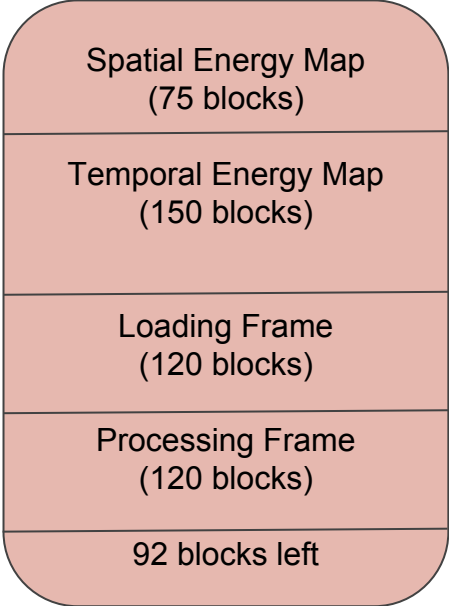 Spatial Energy Map
(75 blocks)
Temporal Energy Map
(150 blocks)
Loading Frame
(120 blocks)
Processing Frame
(120 blocks)
92 blocks left